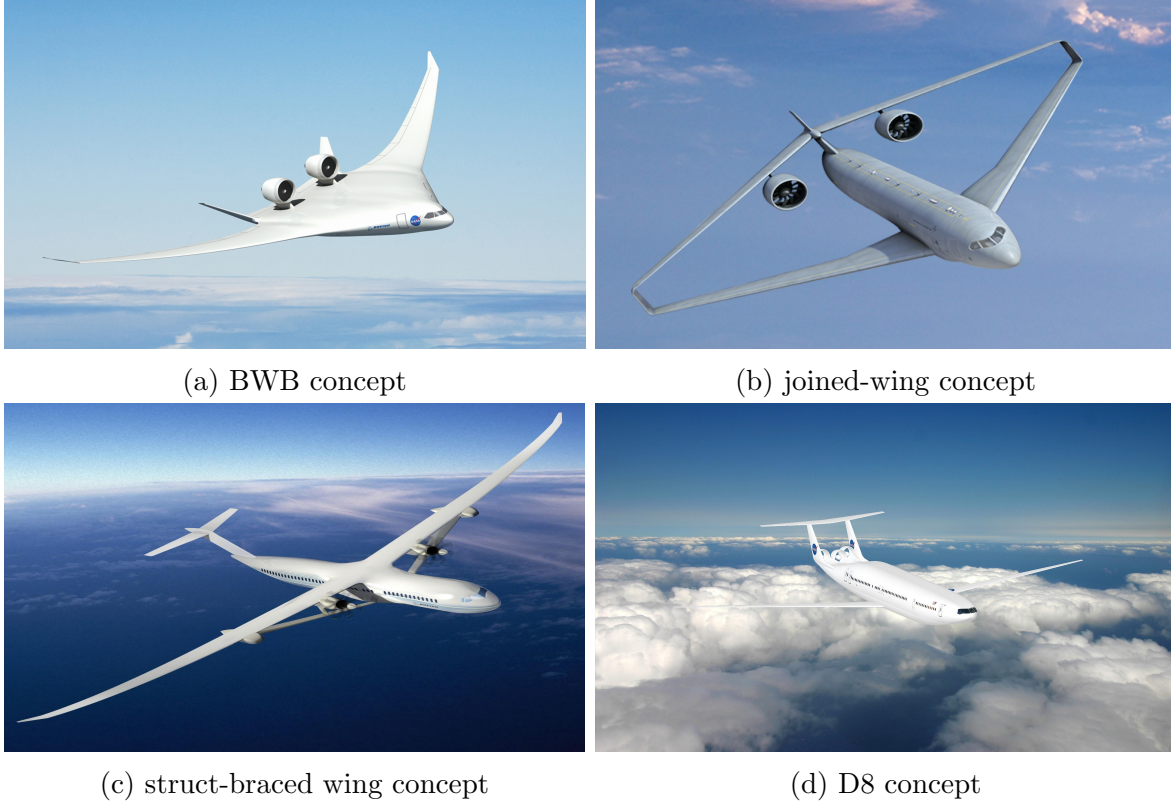 (a) BWB concept
(b) joined-wing concept
(c) struct-braced wing concept
(d) D8 concept